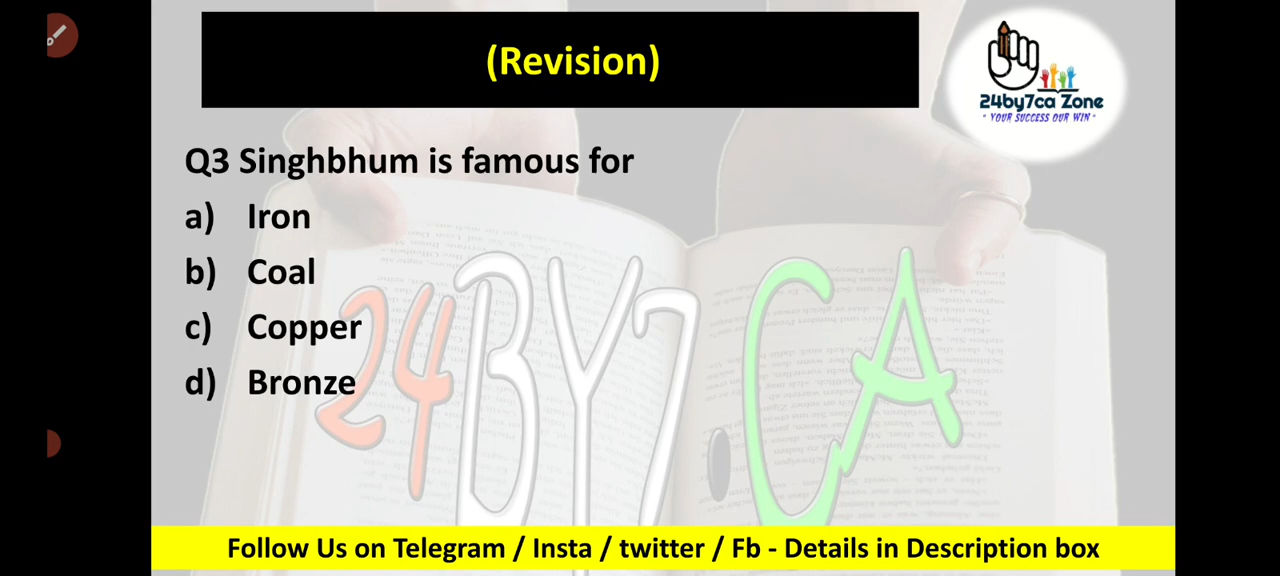 (Revision)
24by7ca Zone
" YOUR SUCCESS OUR WIN "
Q3 Singhbhum is famous for
a) Iron
b) Coal
c) Copper
d) Bronze
24BY7.CA
Follow Us on Telegram / Insta / twitter / Fb - Details in Description box